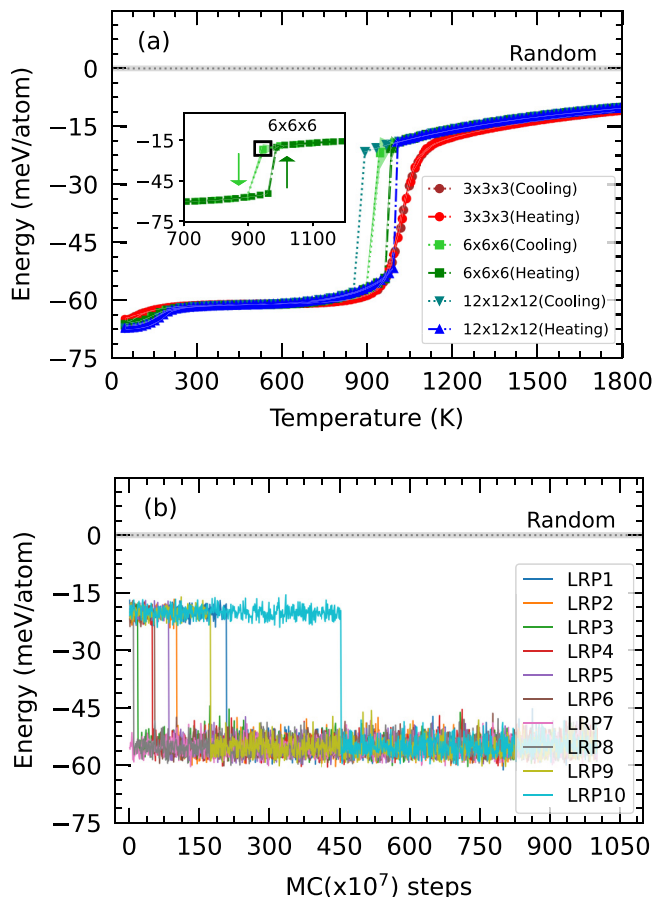 (a)
Random
0
−15
−30
−45
−60
−75
Energy (meV/atom)
6x6x6
−15
−45
−75
700
900
1100
3x3x3(Cooling)
3x3x3(Heating)
6x6x6(Cooling)
6x6x6(Heating)
12x12x12(Cooling)
12x12x12(Heating)
0
300
600
900
1200
1500
1800
Temperature (K)
(b)
Random
0
−15
−30
−45
−60
−75
Energy (meV/atom)
LRP1
LRP2
LRP3
LRP4
LRP5
LRP6
LRP7
LRP8
LRP9
LRP10
0
150
300
450
600
750
900
1050
MC(x10⁷) steps